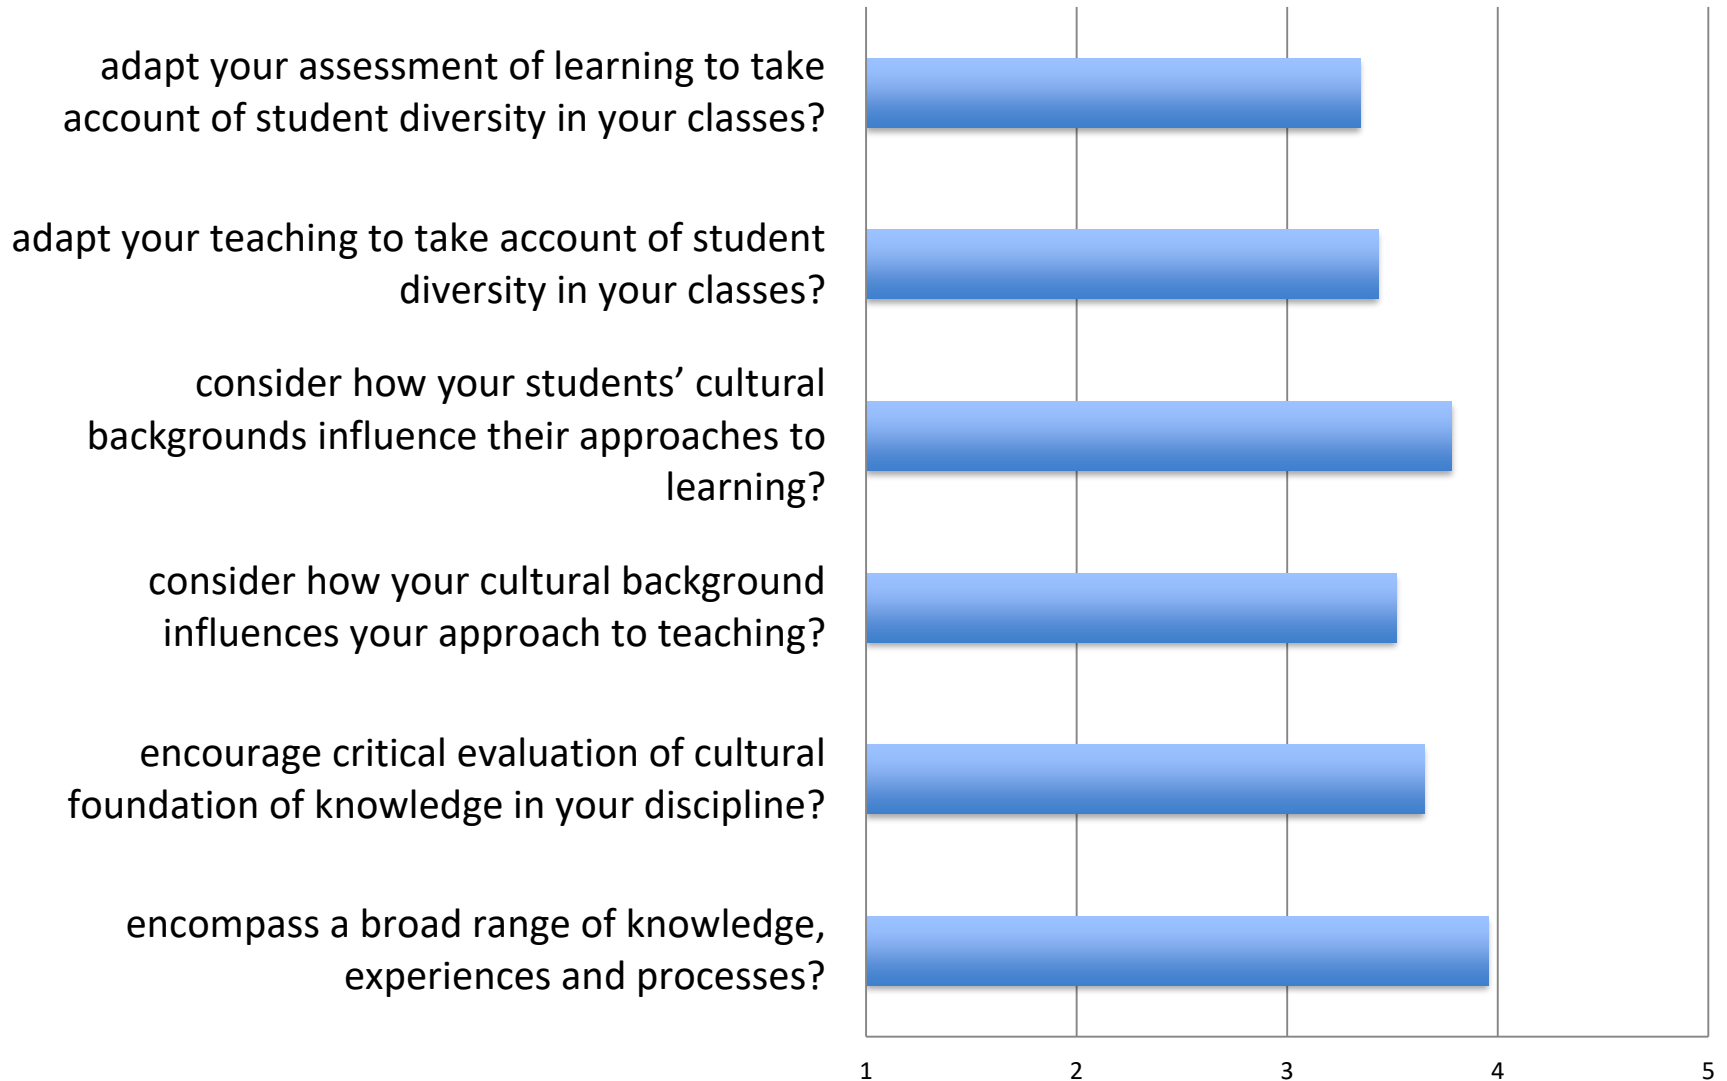 adapt your assessment of learning to take
account of student diversity in your classes?
adapt your teaching to take account of student
diversity in your classes?
consider how your students’ cultural
backgrounds influence their approaches to
learning?
consider how your cultural background
influences your approach to teaching?
encourage critical evaluation of cultural
foundation of knowledge in your discipline?
encompass a broad range of knowledge,
experiences and processes?
1 2 3 4 5